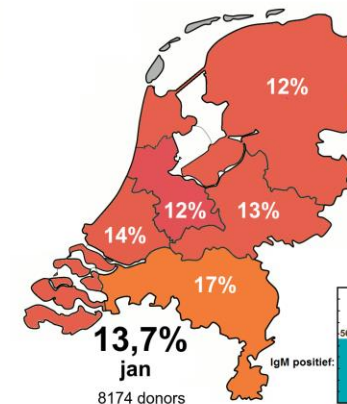 12%
12%
13%
14%
17%
13,7%
jan
8174 donors
IgM positief: